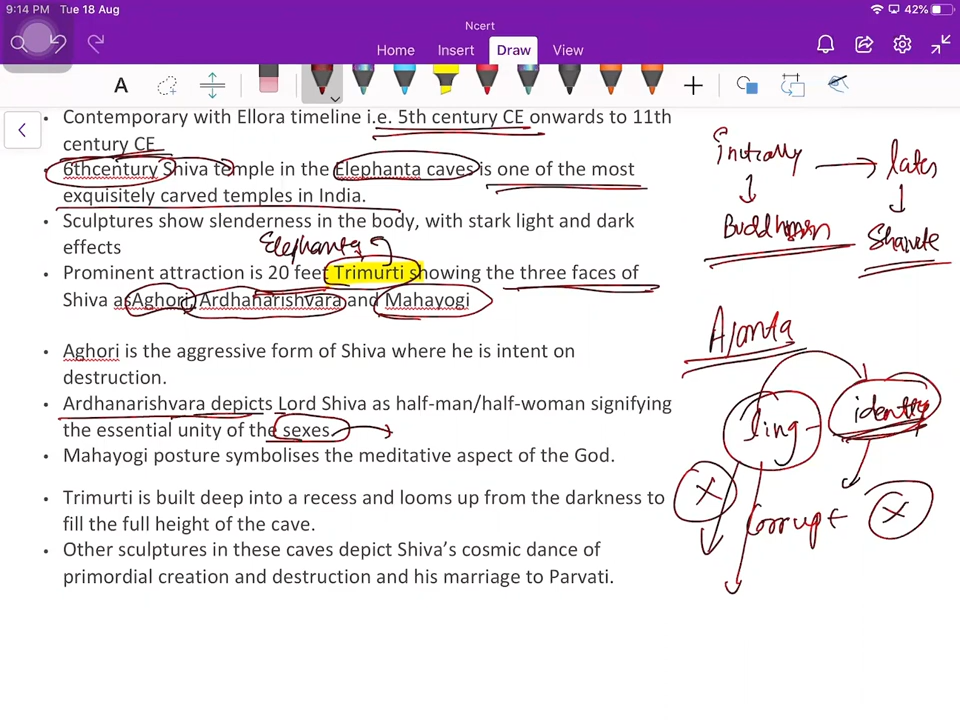 9:14 PM Tue 18 Aug
42%
Ncert
Home Insert Draw View
A
Contemporary with Ellora timeline i.e. 5th century CE onwards to 11th
century CE
6thcentury Shiva temple in the Elephanta caves is one of the most
exquisitely carved temples in India.
Sculptures show slenderness in the body, with stark light and dark
effects
Elephanta
Prominent attraction is 20 feet Trimurti showing the three faces of
Shiva asAghori, Ardhanarishvara and Mahayogi
Aghori is the aggressive form of Shiva where he is intent on
destruction.
Ardhanarishvara depicts Lord Shiva as half-man/half-woman signifying
the essential unity of the sexes.
Mahayogi posture symbolises the meditative aspect of the God.
Trimurti is built deep into a recess and looms up from the darkness to
fill the full height of the cave.
Other sculptures in these caves depict Shiva's cosmic dance of
primordial creation and destruction and his marriage to Parvati.
initially → later
Buddhism
Shaivite
Ajanta
ling - identity
X
Corrupt X